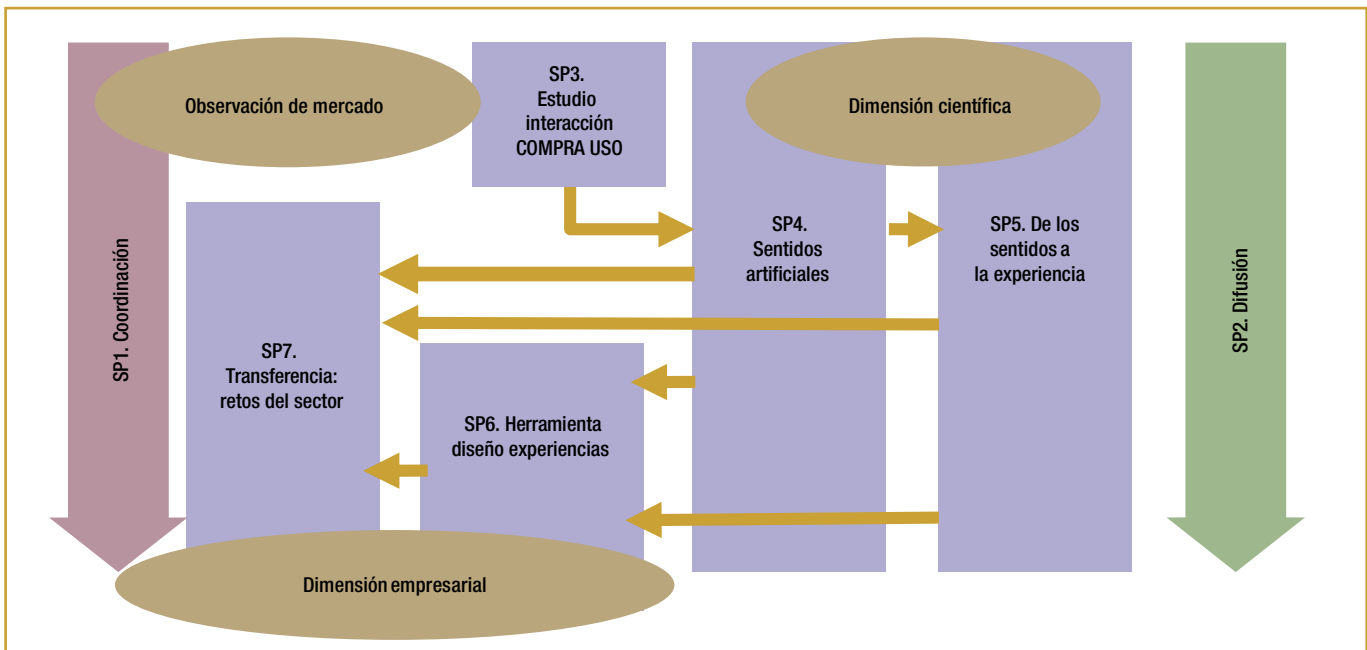 SP1. Coordinación
Observación de mercado
SP3.
Estudio
interacción
COMPRA USO
Dimensión científica
SP4.
Sentidos
artificiales
SP5. De los
sentidos a
la experiencia
SP2. Difusión
SP7.
Transferencia:
retos del sector
SP6. Herramienta
diseño experiencias
Dimensión empresarial